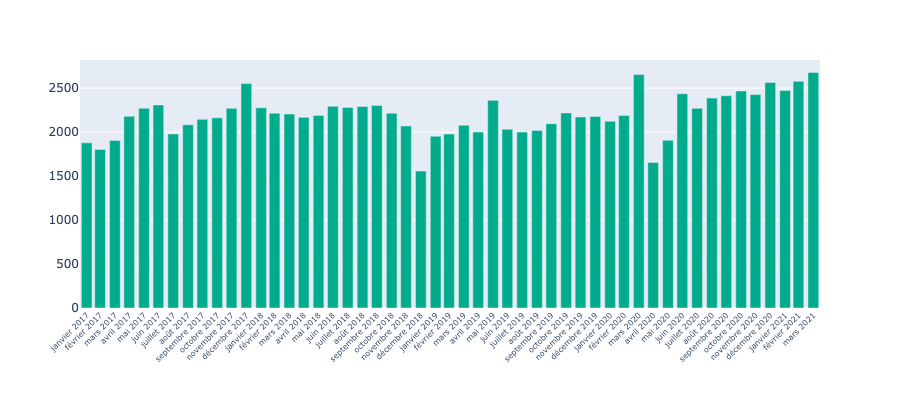 2500
2000
1500
1000
500
0
janvier 2017
février 2017
mars 2017
avril 2017
mai 2017
juin 2017
juillet 2017
août 2017
septembre 2017
octobre 2017
novembre 2017
décembre 2017
janvier 2018
février 2018
mars 2018
avril 2018
mai 2018
juin 2018
juillet 2018
août 2018
septembre 2018
octobre 2018
novembre 2018
décembre 2018
janvier 2019
février 2019
mars 2019
avril 2019
mai 2019
juin 2019
juillet 2019
août 2019
septembre 2019
octobre 2019
novembre 2019
décembre 2019
janvier 2020
février 2020
mars 2020
avril 2020
mai 2020
juin 2020
juillet 2020
août 2020
septembre 2020
octobre 2020
novembre 2020
décembre 2020
janvier 2021
février 2021
mars 2021